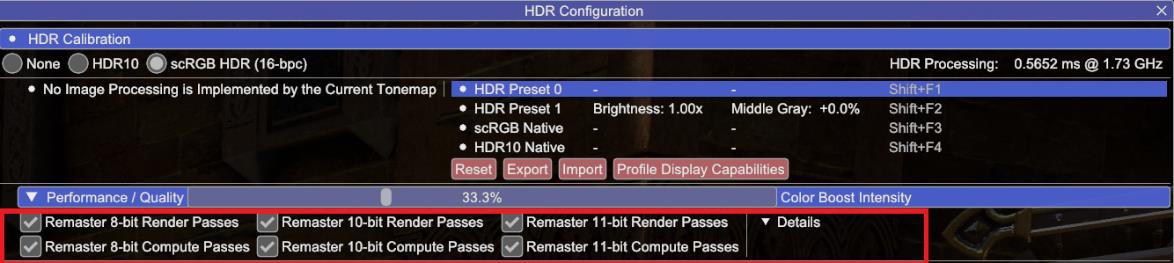 HDR Configuration
HDR Calibration
None HDR10 scRGB HDR (16-bpc) HDR Processing: 0.5652 ms @ 1.73 GHz
No Image Processing is Implemented by the Current Tonemap HDR Preset 0 - - Shift+F1
HDR Preset 1 Brightness: 1.00x Middle Gray: +0.0% Shift+F2
scRGB Native - - Shift+F3
HDR10 Native - - Shift+F4
Reset Export Import Profile Display Capabilities
Performance / Quality 33.3% Color Boost Intensity
Remaster 8-bit Render Passes Remaster 10-bit Render Passes Remaster 11-bit Render Passes Details
Remaster 8-bit Compute Passes Remaster 10-bit Compute Passes Remaster 11-bit Compute Passes